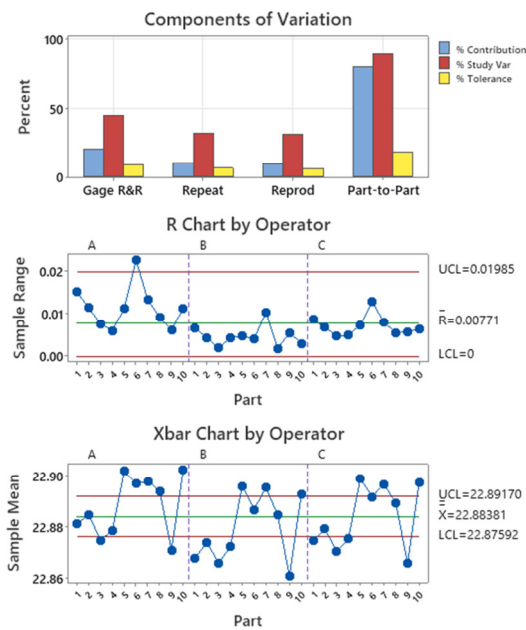 Components of Variation
100
50
0
Percent
Gage R&R Repeat Reprod Part-to-Part
% Contribution
% Study Var
% Tolerance
R Chart by Operator
A B C
0.02
0.01
0.00
Sample Range
UCL=0.01985
R̄=0.00771
LCL=0
1 2 3 4 5 6 7 8 9 10 1 2 3 4 5 6 7 8 9 10 1 2 3 4 5 6 7 8 9 10
Part
Xbar Chart by Operator
A B C
22.90
22.88
22.86
Sample Mean
UCL=22.89170
X̿=22.88381
LCL=22.87592
1 2 3 4 5 6 7 8 9 10 1 2 3 4 5 6 7 8 9 10 1 2 3 4 5 6 7 8 9 10
Part